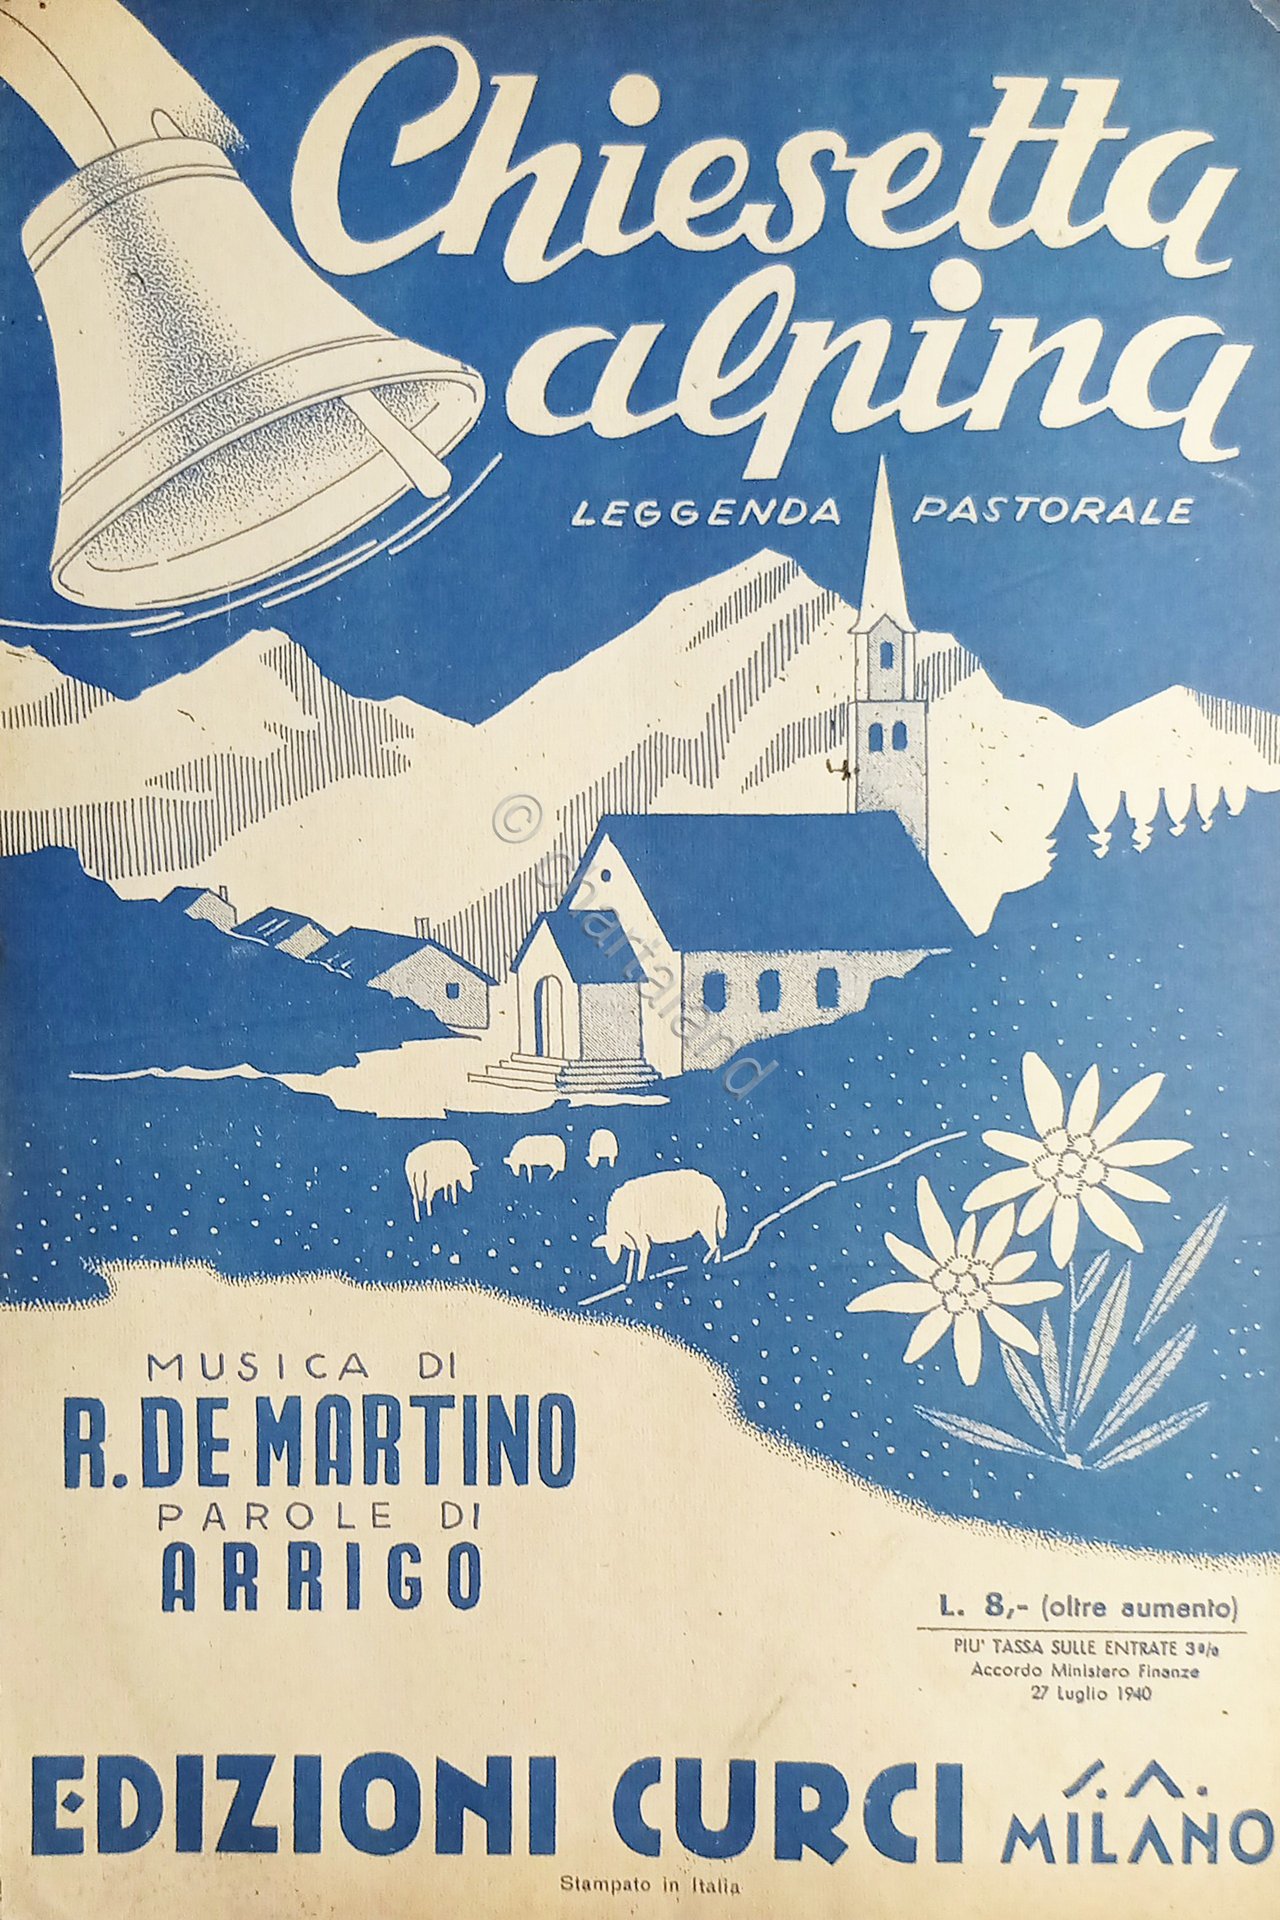 Chiesetta
alpina
LEGGENDA PASTORALE
© chartaland
MUSICA DI
R. DE MARTINO
PAROLE DI
ARRIGO
L. 8,- (oltre aumento)
PIU' TASSA SULLE ENTRATE 3%
Accordo Ministero Finanze
27 Luglio 1940
EDIZIONI CURCI S.A.
MILANO
Stampato in Italia